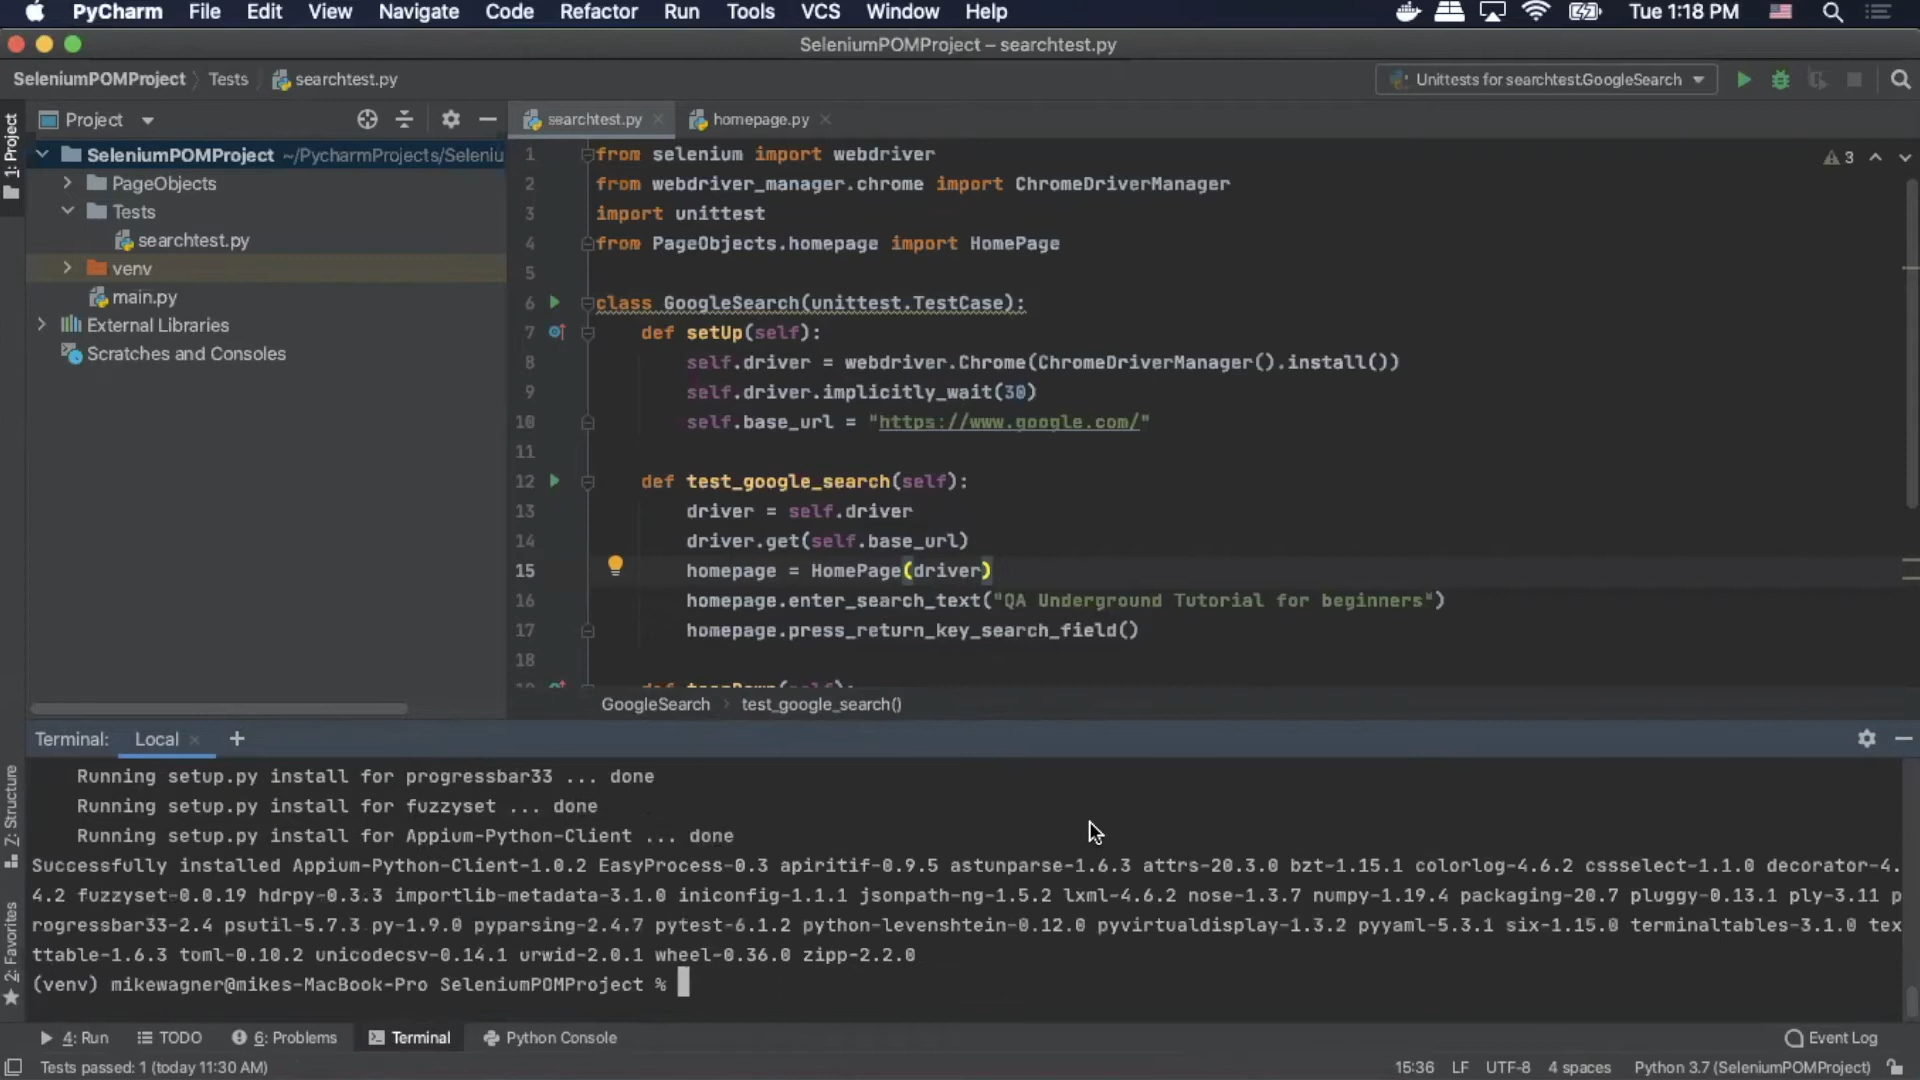 PyCharm File Edit View Navigate Code Refactor Run Tools VCS Window Help Tue 1:18 PM
SeleniumPOMProject – searchtest.py
SeleniumPOMProject Tests searchtest.py Unittests for searchtest.GoogleSearch
1: Project
Project
searchtest.py homepage.py
SeleniumPOMProject ~/PycharmProjects/Seleniu
PageObjects
Tests
searchtest.py
venv
main.py
External Libraries
Scratches and Consoles
3
1 from selenium import webdriver
2 from webdriver_manager.chrome import ChromeDriverManager
3 import unittest
4 from PageObjects.homepage import HomePage
5
6 class GoogleSearch(unittest.TestCase):
7 def setUp(self):
8 self.driver = webdriver.Chrome(ChromeDriverManager().install())
9 self.driver.implicitly_wait(30)
10 self.base_url = "https://www.google.com/"
11
12 def test_google_search(self):
13 driver = self.driver
14 driver.get(self.base_url)
15 homepage = HomePage(driver)
16 homepage.enter_search_text("QA Underground Tutorial for beginners")
17 homepage.press_return_key_search_field()
18
GoogleSearch test_google_search()
Terminal: Local +
Running setup.py install for progressbar33 ... done
Running setup.py install for fuzzyset ... done
Running setup.py install for Appium-Python-Client ... done
Successfully installed Appium-Python-Client-1.0.2 EasyProcess-0.3 apiritif-0.9.5 astunparse-1.6.3 attrs-20.3.0 bzt-1.15.1 colorlog-4.6.2 cssselect-1.1.0 decorator-4.
4.2 fuzzyset-0.0.19 hdrpy-0.3.3 importlib-metadata-3.1.0 iniconfig-1.1.1 jsonpath-ng-1.5.2 lxml-4.6.2 nose-1.3.7 numpy-1.19.4 packaging-20.7 pluggy-0.13.1 ply-3.11 p
rogressbar33-2.4 psutil-5.7.3 py-1.9.0 pyparsing-2.4.7 pytest-6.1.2 python-levenshtein-0.12.0 pyvirtualdisplay-1.3.2 pyyaml-5.3.1 six-1.15.0 terminaltables-3.1.0 tex
ttable-1.6.3 toml-0.10.2 unicodecsv-0.14.1 urwid-2.0.1 wheel-0.36.0 zipp-2.2.0
(venv) mikewagner@mikes-MacBook-Pro SeleniumPOMProject %
Z: Structure
2: Favorites
4: Run TODO 6: Problems Terminal Python Console Event Log
Tests passed: 1 (today 11:30 AM) 15:36 LF UTF-8 4 spaces Python 3.7 (SeleniumPOMProject)